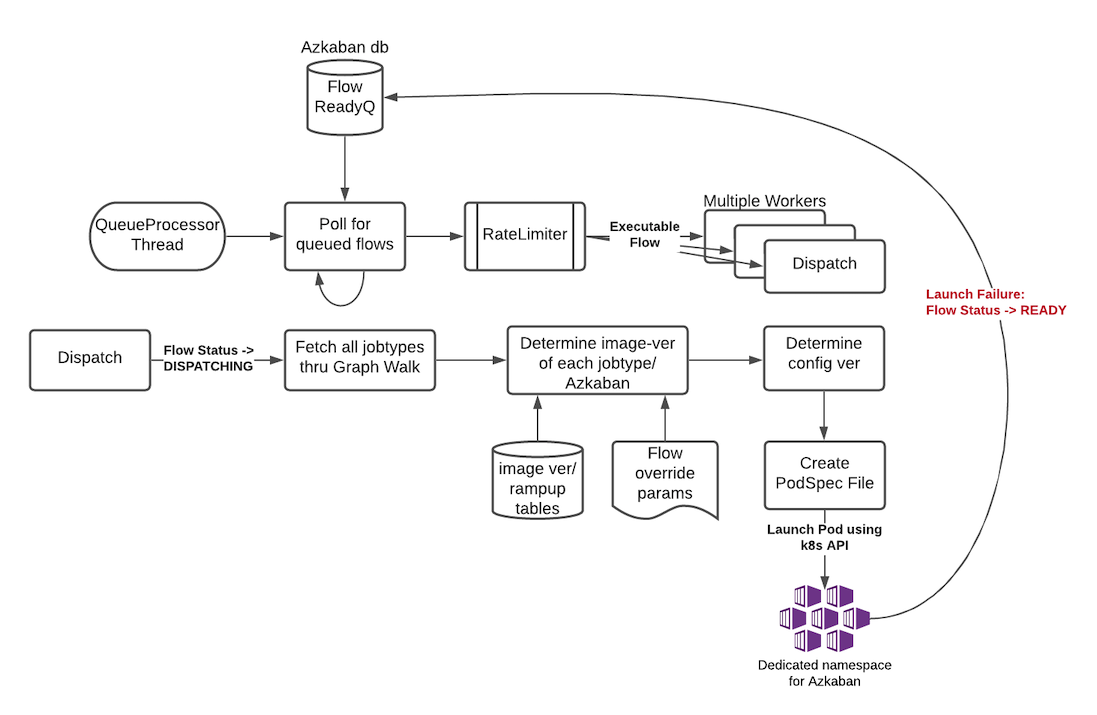 Azkaban db
Flow
ReadyQ
QueueProcessor
Thread
Poll for
queued flows
RateLimiter
Executable
Flow
Multiple Workers
Dispatch
Launch Failure:
Flow Status -> READY
Dispatch
Flow Status ->
DISPATCHING
Fetch all jobtypes
thru Graph Walk
Determine image-ver
of each jobtype/
Azkaban
Determine
config ver
image ver/
rampup
tables
Flow
override
params
Create
PodSpec File
Launch Pod using
k8s API
Dedicated namespace
for Azkaban